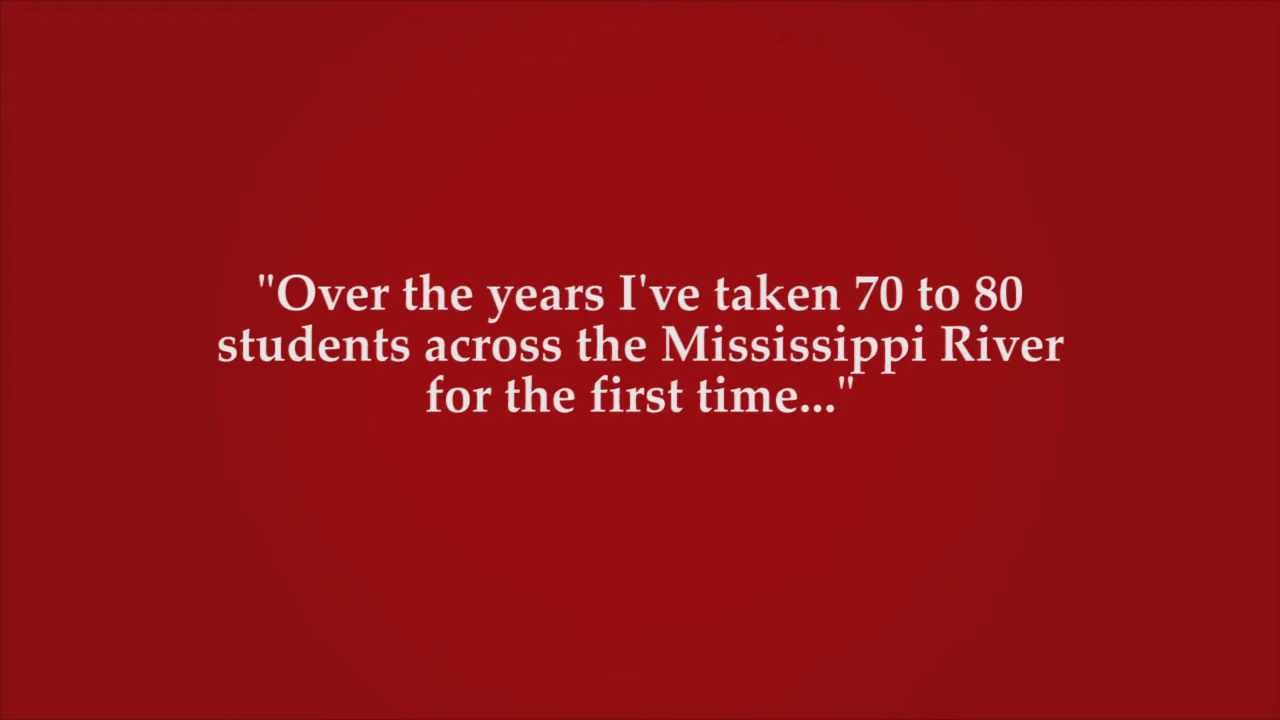 "Over the years I've taken 70 to 80
students across the Mississippi River
for the first time..."